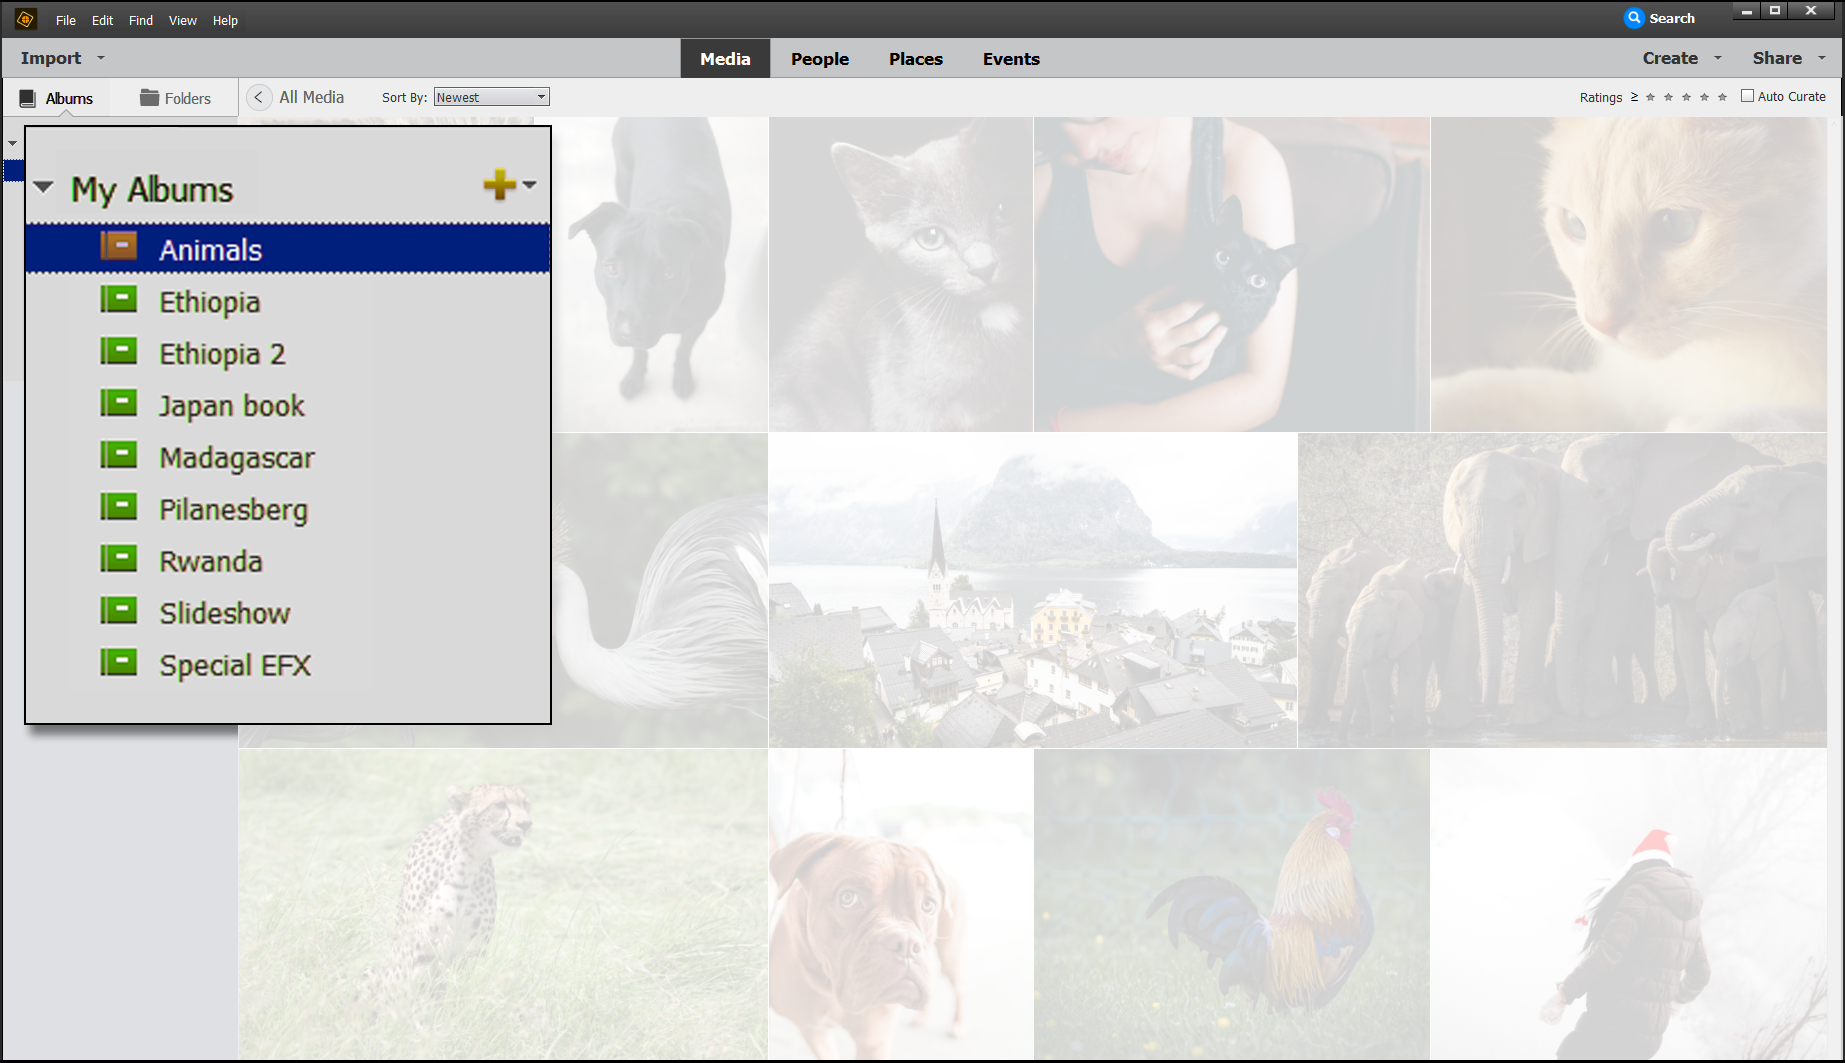 File Edit Find View Help
Search
Import
Media People Places Events
Create Share
Albums Folders
All Media Sort By: Newest
Ratings ≥ Auto Curate
My Albums
Animals
Ethiopia
Ethiopia 2
Japan book
Madagascar
Pilanesberg
Rwanda
Slideshow
Special EFX